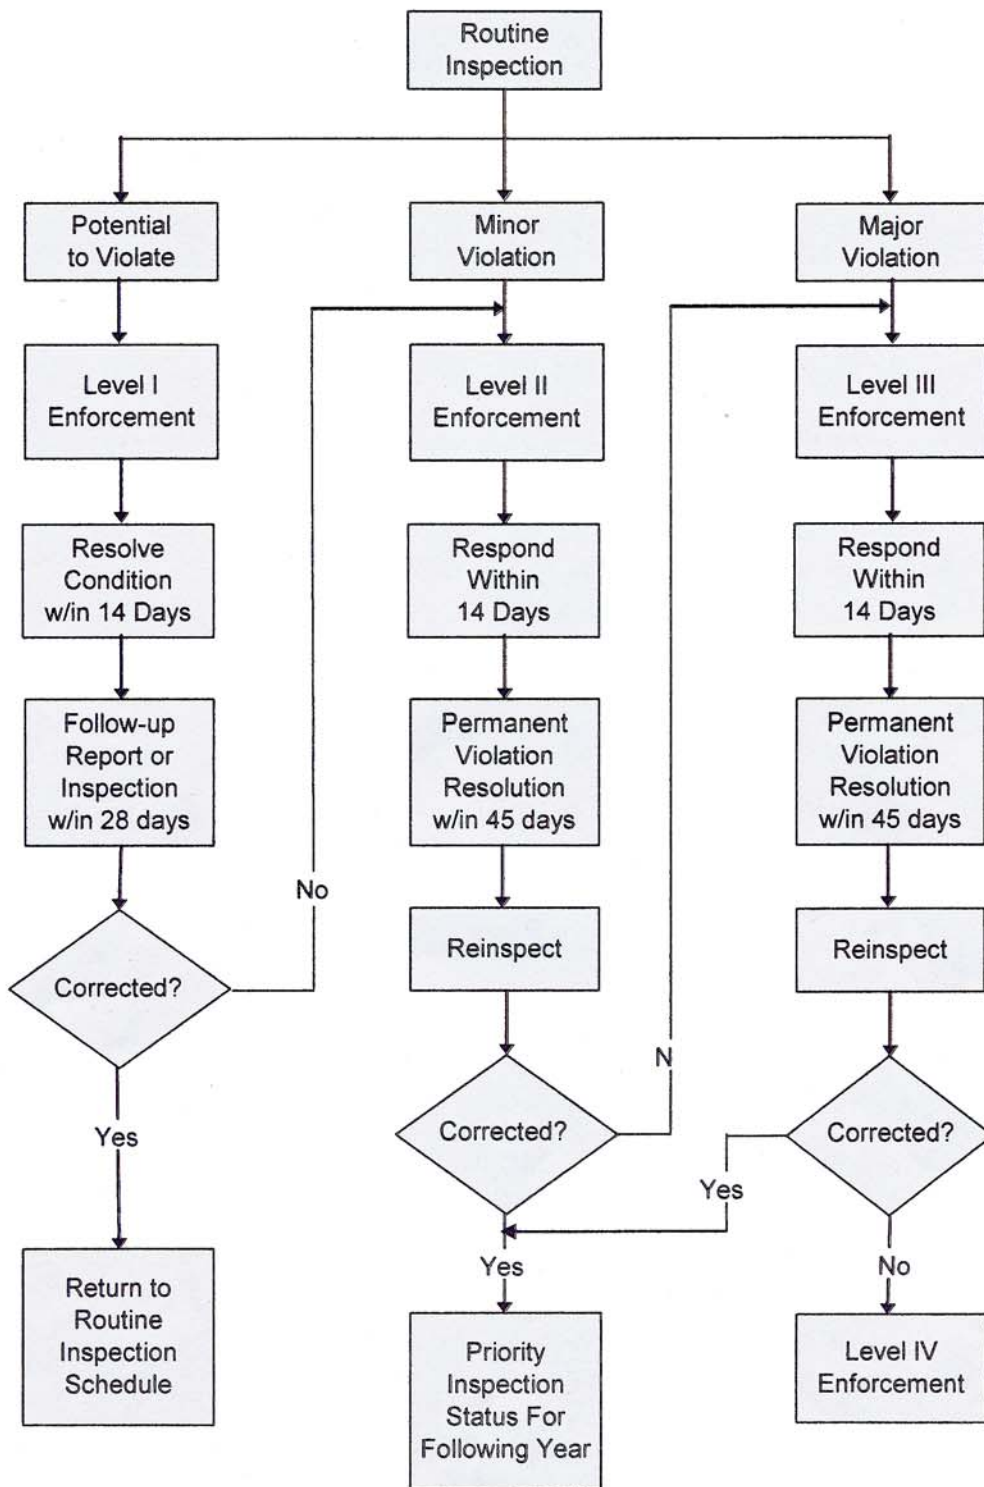 Routine
Inspection
Potential
to Violate
Minor
Violation
Major
Violation
Level I
Enforcement
Level II
Enforcement
Level III
Enforcement
Resolve
Condition
w/in 14 Days
Respond
Within
14 Days
Respond
Within
14 Days
Follow-up
Report or
Inspection
w/in 28 days
Permanent
Violation
Resolution
w/in 45 days
Permanent
Violation
Resolution
w/in 45 days
No
Corrected?
Reinspect
Reinspect
N
Yes
Corrected?
Corrected?
Yes
Yes
No
Return to
Routine
Inspection
Schedule
Priority
Inspection
Status For
Following Year
Level IV
Enforcement